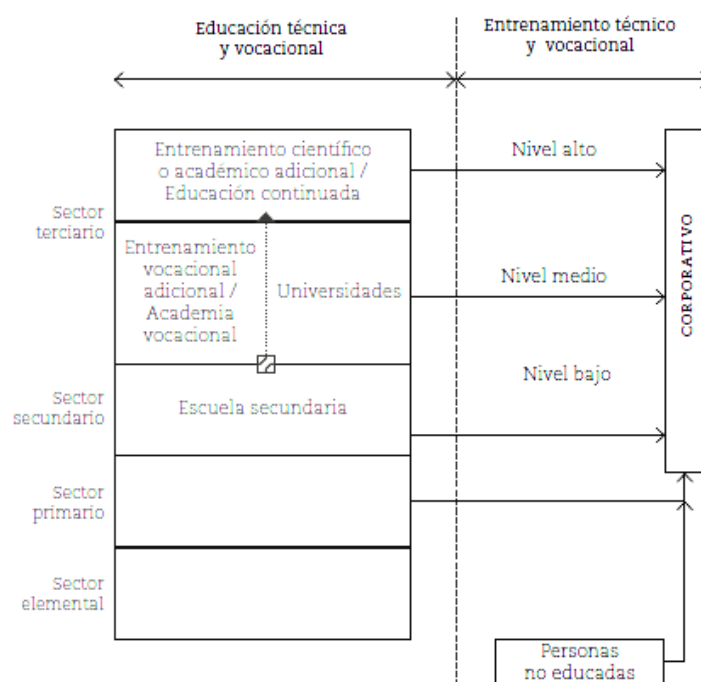 Educación técnica
y vocacional
Entrenamiento técnico
y vocacional
Sector
terciario
Entrenamiento científico
o académico adicional /
Educación continuada
Nivel alto
Entrenamiento
vocacional
adicional /
Academia
vocacional
Universidades
Nivel medio
CORPORATIVO
Sector
secundario
Escuela secundaria
Nivel bajo
Sector
primario
Sector
elemental
Personas
no educadas